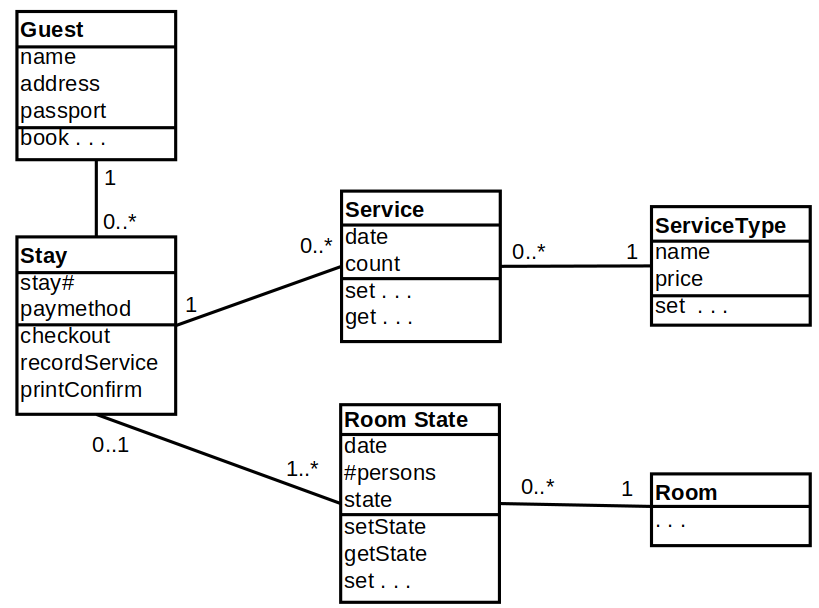 Guest
name
address
passport
book . . .
1
0..*
Stay
stay#
paymethod
checkout
recordService
printConfirm
1
0..*
Service
date
count
set . . .
get . . .
0..*
1
ServiceType
name
price
set  . . .
0..1
1..*
Room State
date
#persons
state
setState
getState
set . . .
0..*
1
Room
. . .